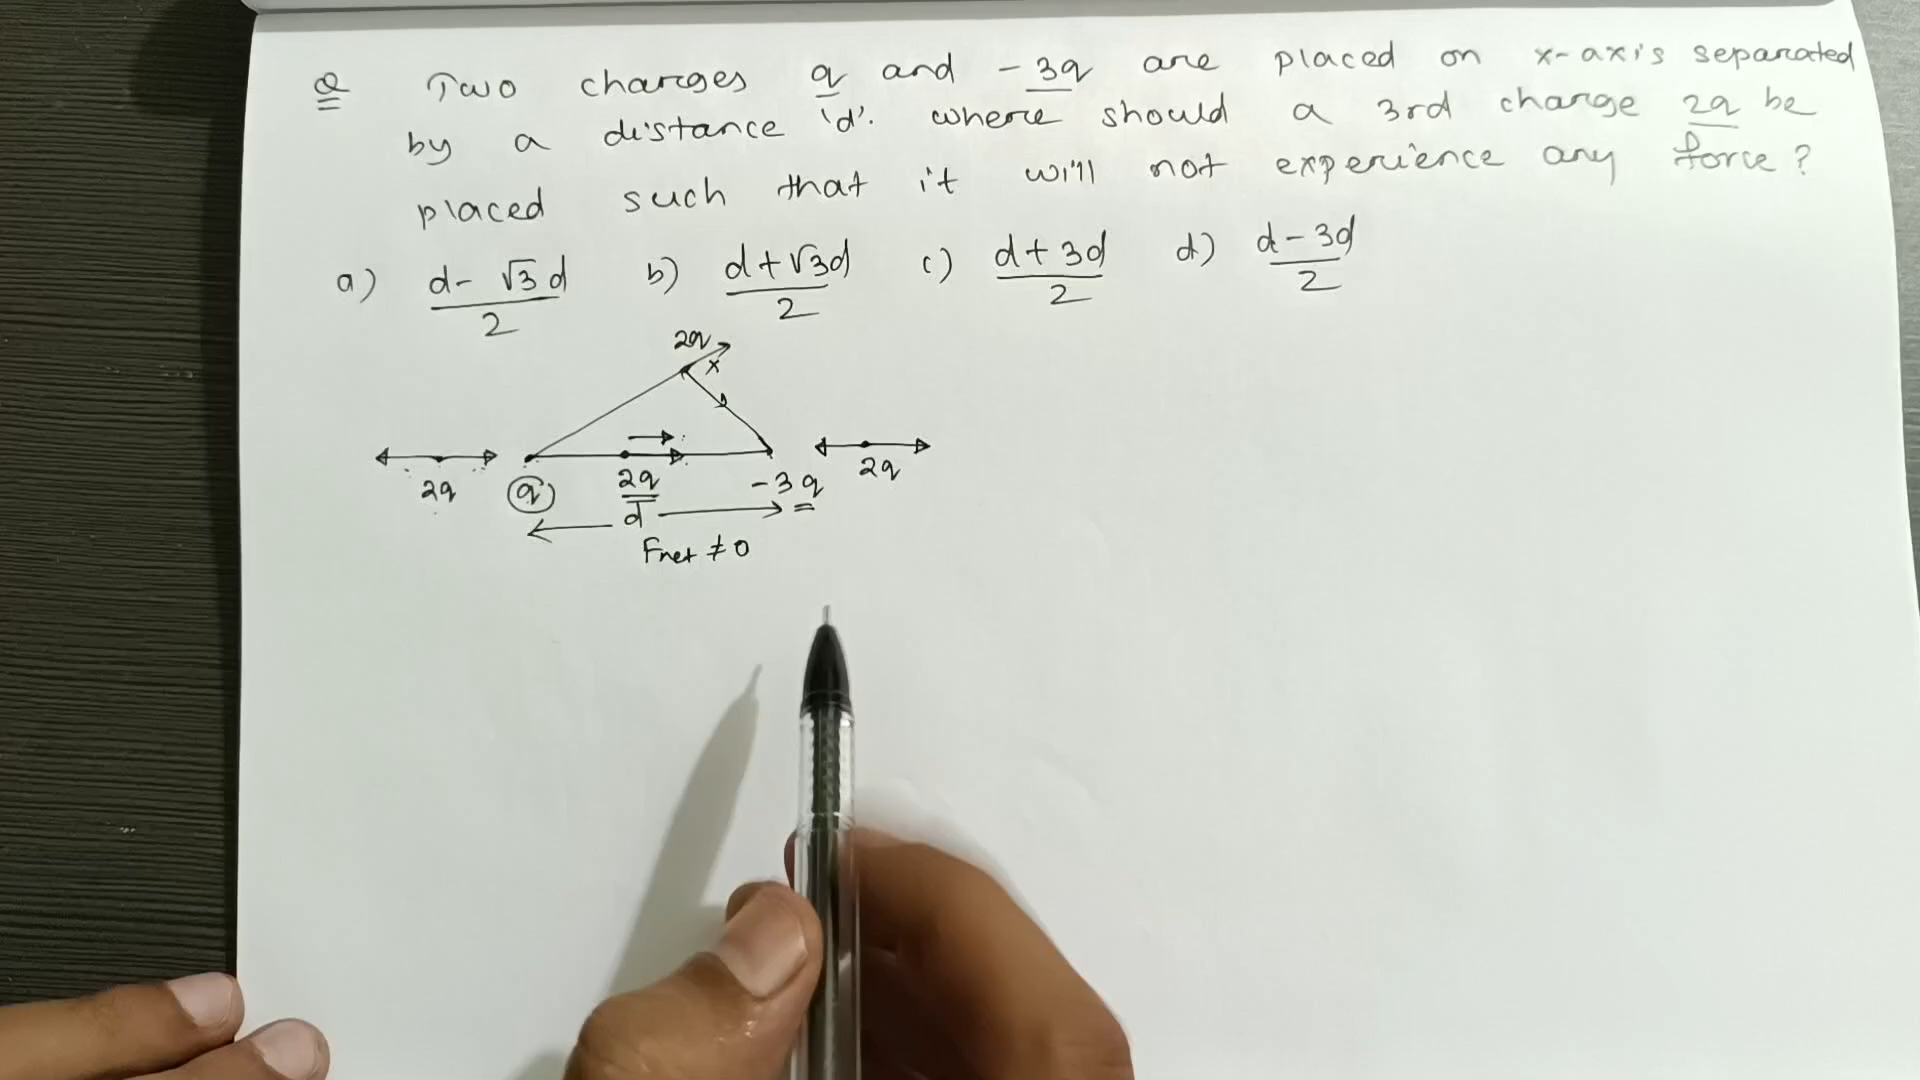 Q Two charges q and -3q are placed on x-axis separated
by a distance 'd'. where should a 3rd charge 2q be
placed such that it will not experience any force?
a) (d-√3d)/2 b) (d+√3d)/2 c) (d+3d)/2 d) (d-3d)/2
2q
x
2q q 2q -3q 2q
d
Fnet ≠ 0